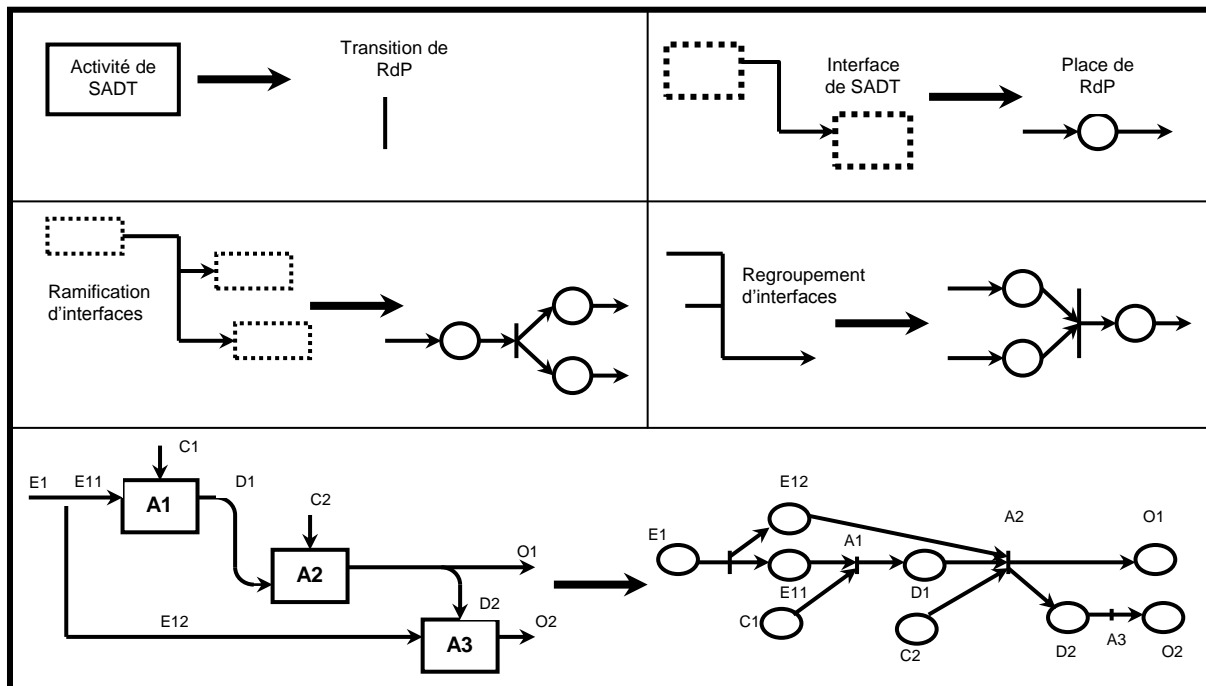 Activité de
SADT
Transition de
RdP
Interface
de SADT
Place de
RdP
Ramification
d'interfaces
Regroupement
d'interfaces
C1
E1
E11
A1
D1
C2
A2
O1
D2
E12
A3
O2
E12
E1
A1
A2
O1
E11
D1
C1
C2
D2
A3
O2